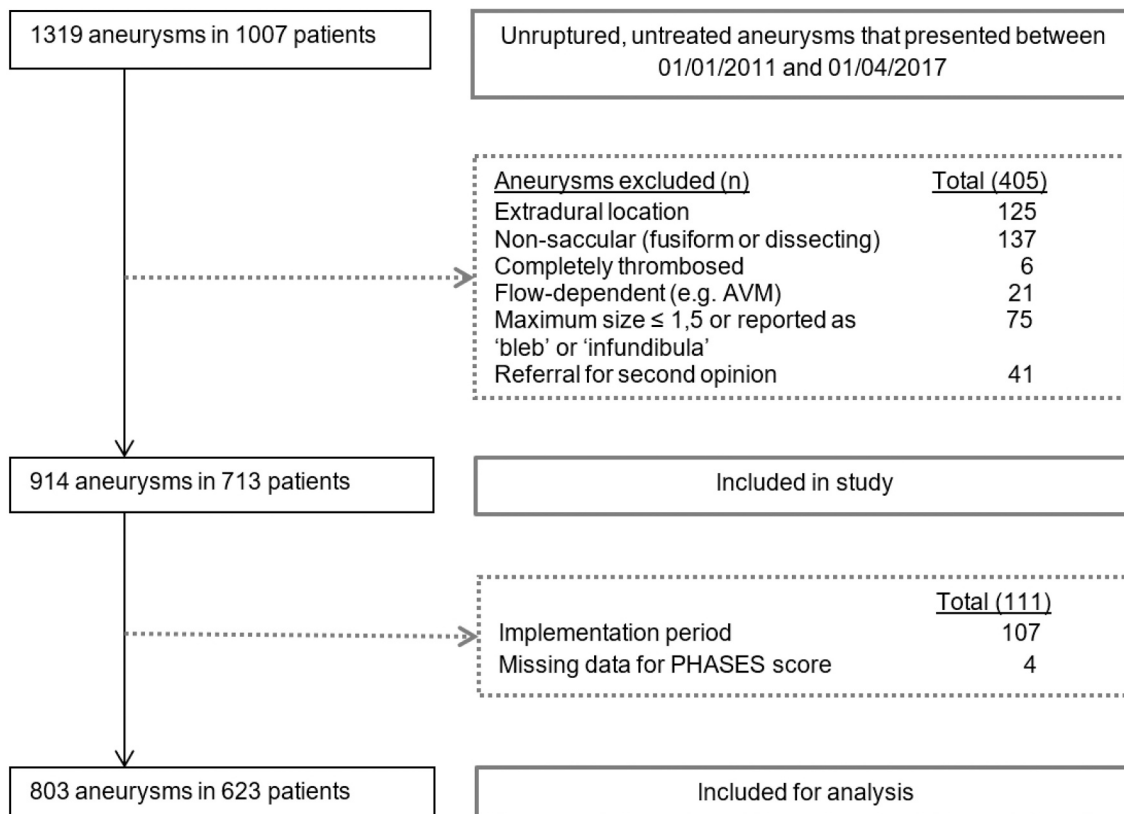 1319 aneurysms in 1007 patients
Unruptured, untreated aneurysms that presented between
01/01/2011 and 01/04/2017
Aneurysms excluded (n) Total (405)
Extradural location 125
Non-saccular (fusiform or dissecting) 137
Completely thrombosed 6
Flow-dependent (e.g. AVM) 21
Maximum size ≤ 1,5 or reported as 75
‘bleb’ or ‘infundibula’
Referral for second opinion 41
914 aneurysms in 713 patients
Included in study
Total (111)
Implementation period 107
Missing data for PHASES score 4
803 aneurysms in 623 patients
Included for analysis